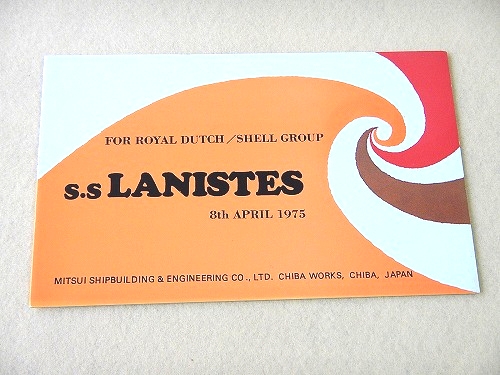 FOR ROYAL DUTCH/SHELL GROUP
s.s LANISTES
8th APRIL 1975
MITSUI SHIPBUILDING & ENGINEERING CO., LTD. CHIBA WORKS, CHIBA, JAPAN